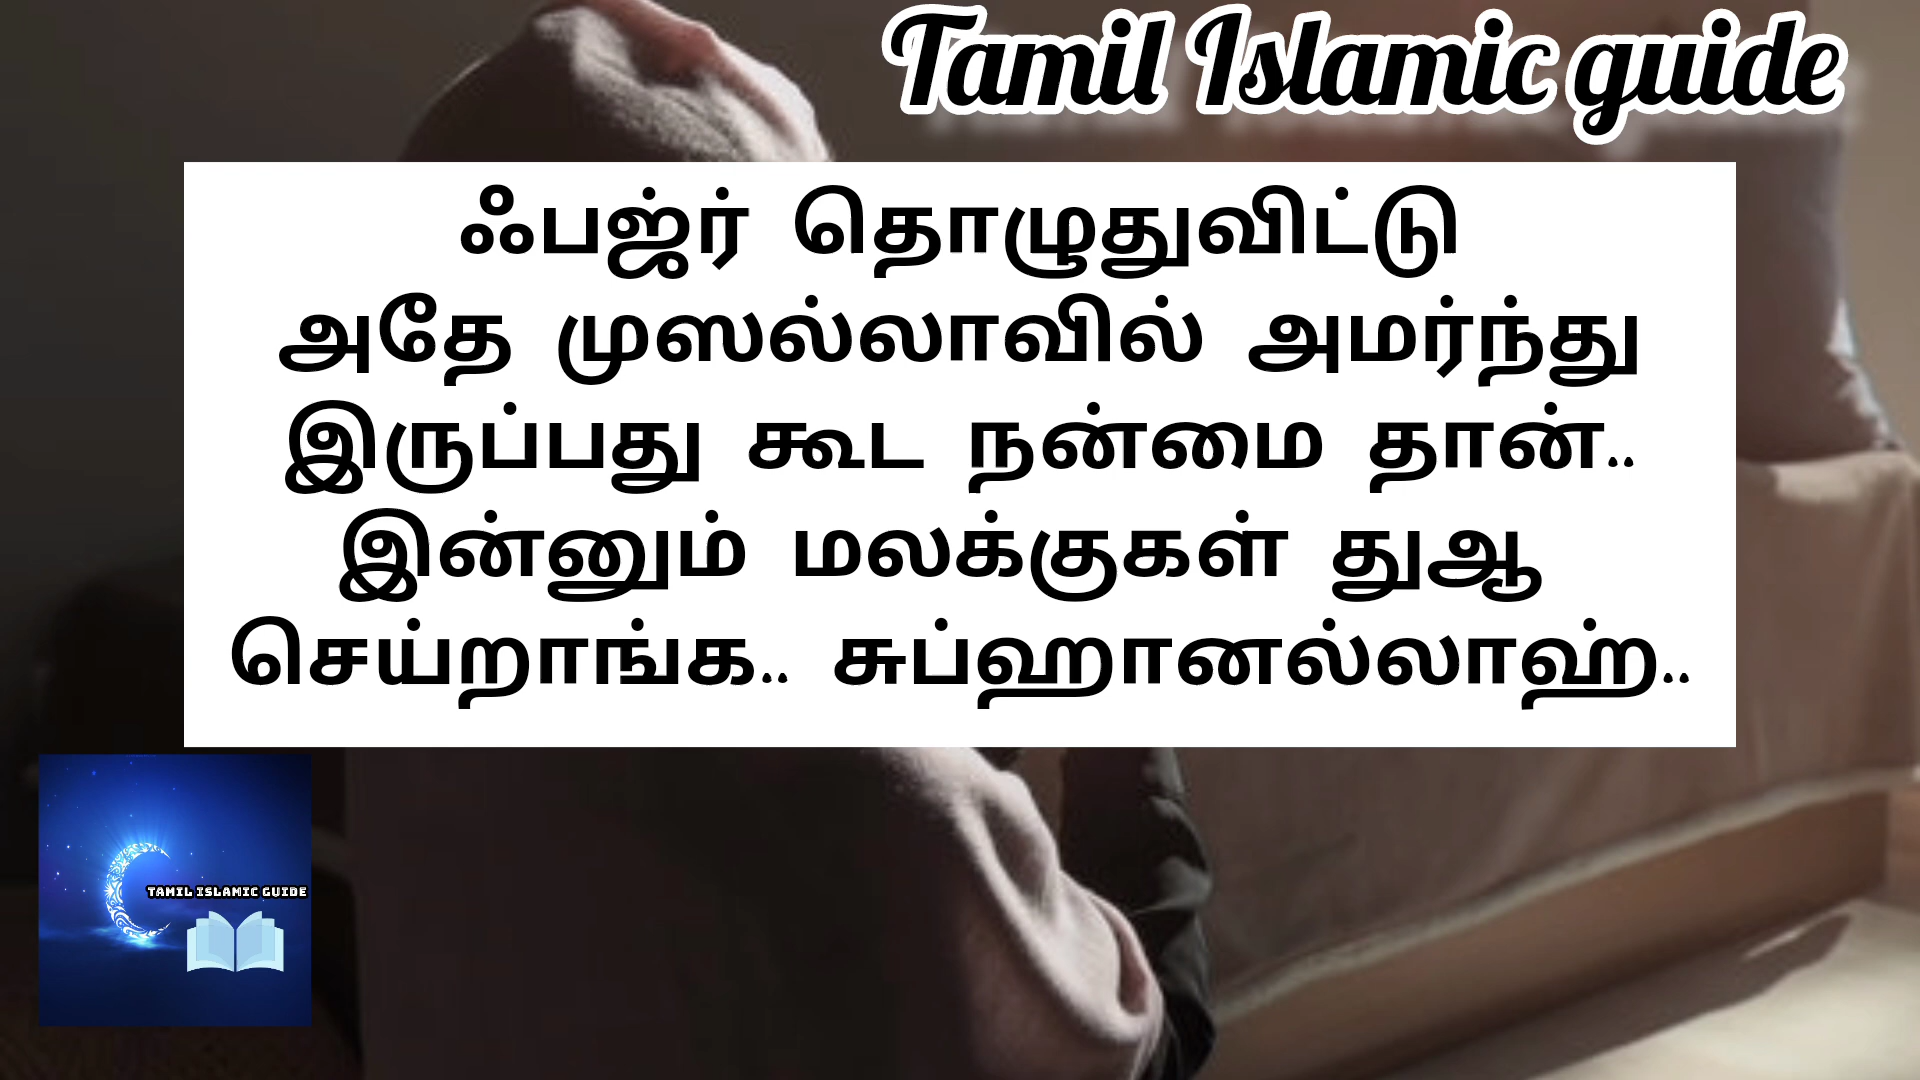 Tamil Islamic guide
ஃபஜ்ர் தொழுதுவிட்டு
அதே முஸல்லாவில் அமர்ந்து
இருப்பது கூட நன்மை தான்..
இன்னும் மலக்குகள் துஆ
செய்றாங்க.. சுப்ஹானல்லாஹ்..
TAMIL ISLAMIC GUIDE